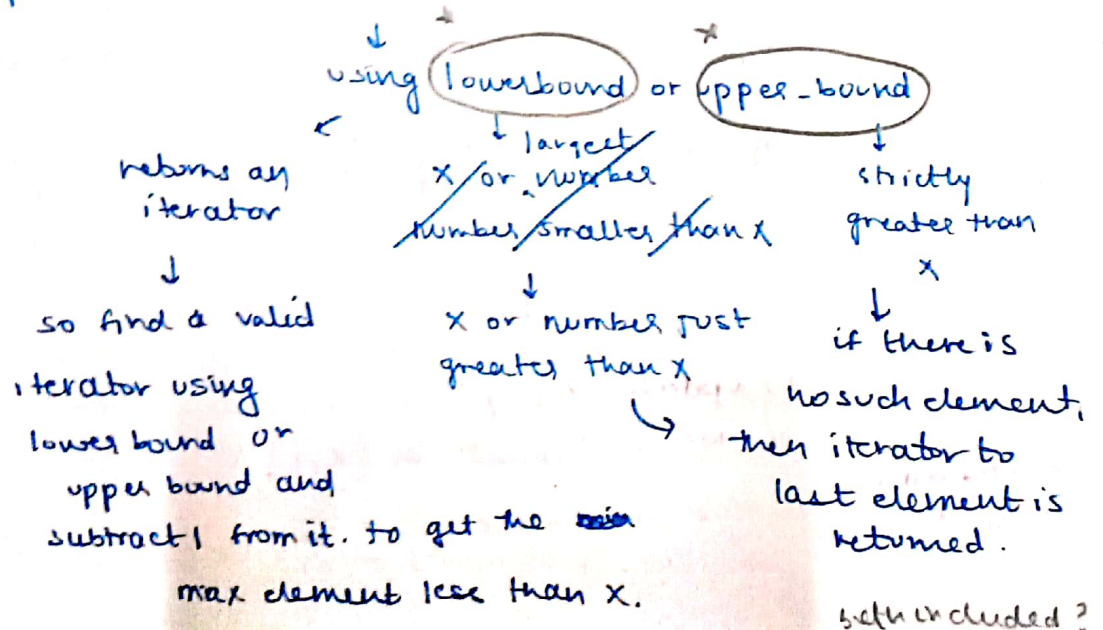 using lowerbound or upper_bound
returns an
iterator
so find a valid
iterator using
lower bound or
upper bound and
subtract 1 from it. to get the
max element less than x.
largest
x or number
number smaller than x
x or number just
greater than x
strictly
greater than
x
if there is
no such element,
then iterator to
last element is
returned.
included?